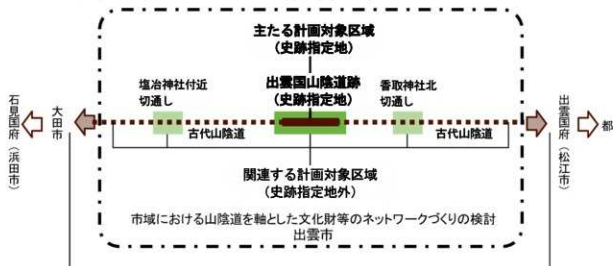 主たる計画対象区域
(史跡指定地)
塩冶神社付近
切通し
出雲国山陰道跡
(史跡指定地)
香取神社北
切通し
石見国府(浜田市)
大田市
古代山陰道
古代山陰道
出雲国府(松江市)
都
関連する計画対象区域
(史跡指定地外)
市域における山陰道を軸とした文化財等のネットワークづくりの検討
出雲市